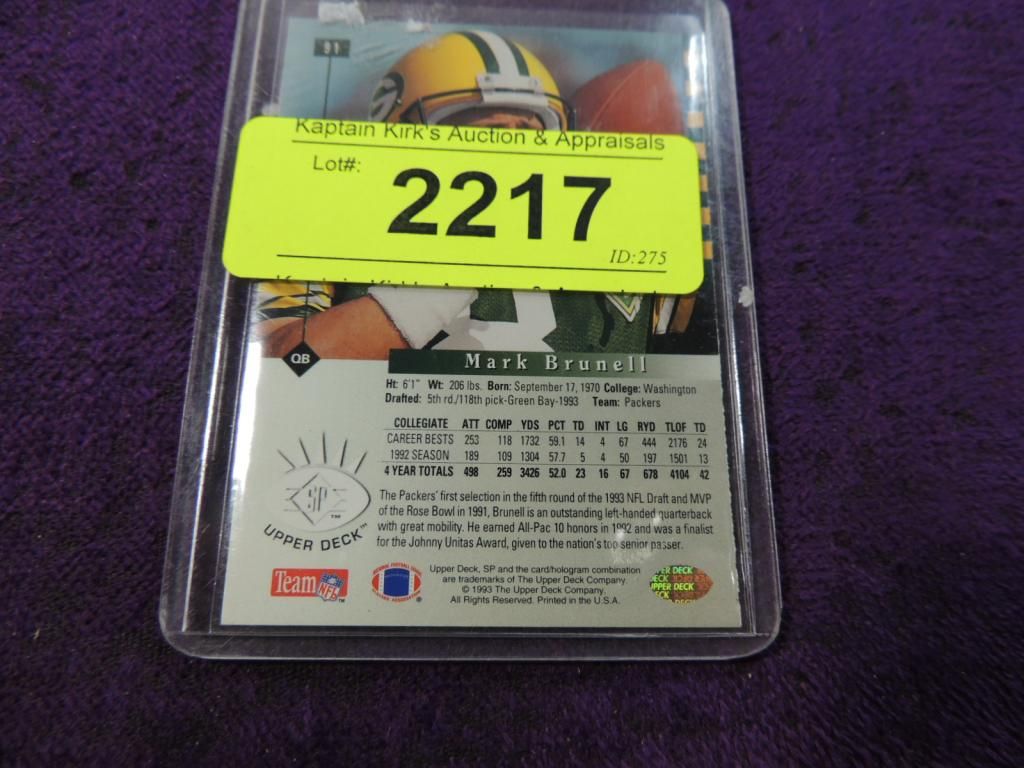 91
Kaptain Kirk's Auction & Appraisals
Lot#:
2217
ID:275
QB
Mark Brunell
Ht: 6'1" Wt: 206 lbs. Born: September 17, 1970 College: Washington
Drafted: 5th rd./118th pick-Green Bay-1993 Team: Packers
COLLEGIATE ATT COMP YDS PCT TD INT LG RYD TLOF TD
CAREER BESTS 253 118 1732 59.1 14 4 67 444 2176 24
1992 SEASON 189 109 1304 57.7 5 4 50 197 1501 13
4 YEAR TOTALS 498 259 3426 52.0 23 16 67 678 4104 42
SP™
UPPER DECK™
The Packers' first selection in the fifth round of the 1993 NFL Draft and MVP
of the Rose Bowl in 1991, Brunell is an outstanding left-handed quarterback
with great mobility. He earned All-Pac 10 honors in 1992 and was a finalist
for the Johnny Unitas Award, given to the nation's top senior passer.
Team NFL™
Upper Deck, SP and the card/hologram combination
are trademarks of The Upper Deck Company.
© 1993 The Upper Deck Company.
All Rights Reserved. Printed in the U.S.A.
UPPER DECK